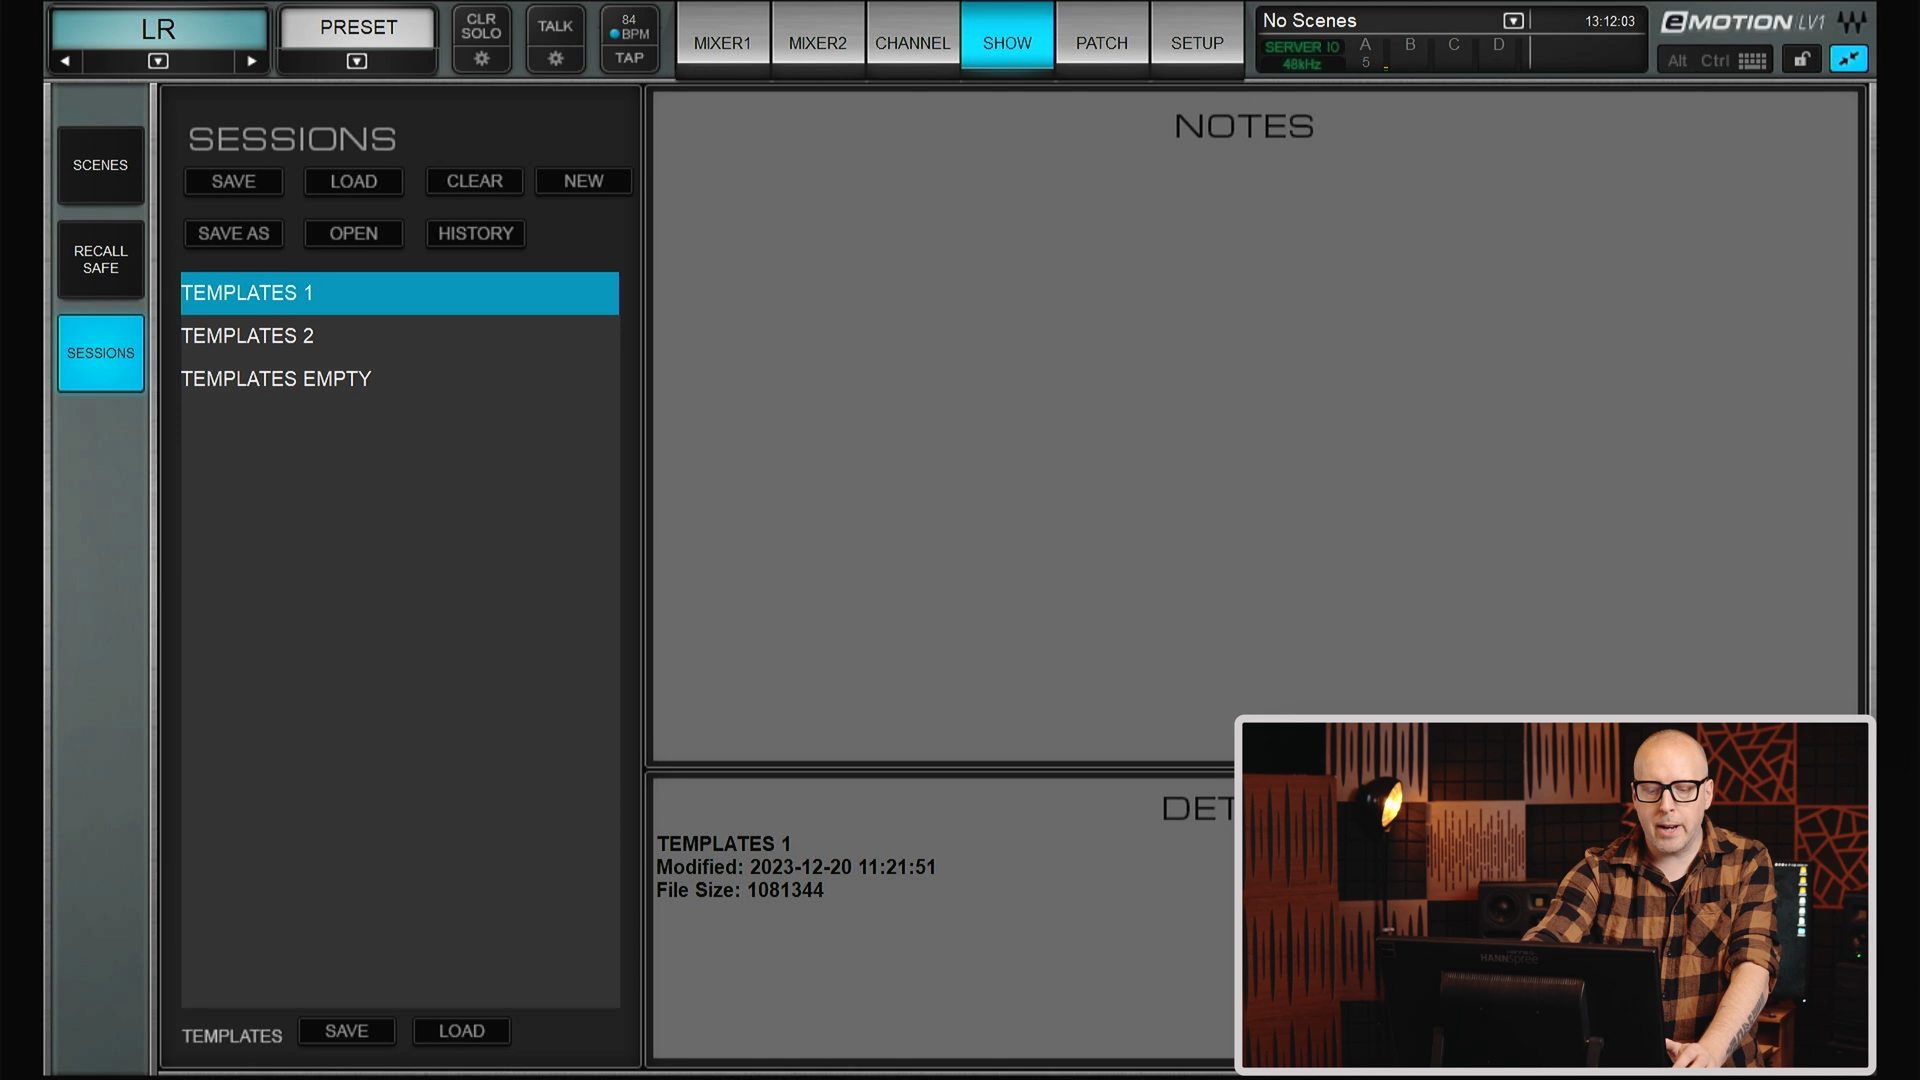 LR
PRESET
CLR
SOLO
TALK
84
BPM
TAP
MIXER1
MIXER2
CHANNEL
SHOW
PATCH
SETUP
No Scenes
13:12:03
SERVER IO
48kHz
A
5
B
C
D
eMOTION LV1
Alt
Ctrl
SCENES
RECALL
SAFE
SESSIONS
SESSIONS
SAVE
LOAD
CLEAR
NEW
SAVE AS
OPEN
HISTORY
TEMPLATES 1
TEMPLATES 2
TEMPLATES EMPTY
TEMPLATES
SAVE
LOAD
NOTES
DET
TEMPLATES 1
Modified: 2023-12-20 11:21:51
File Size: 1081344
HANNspree